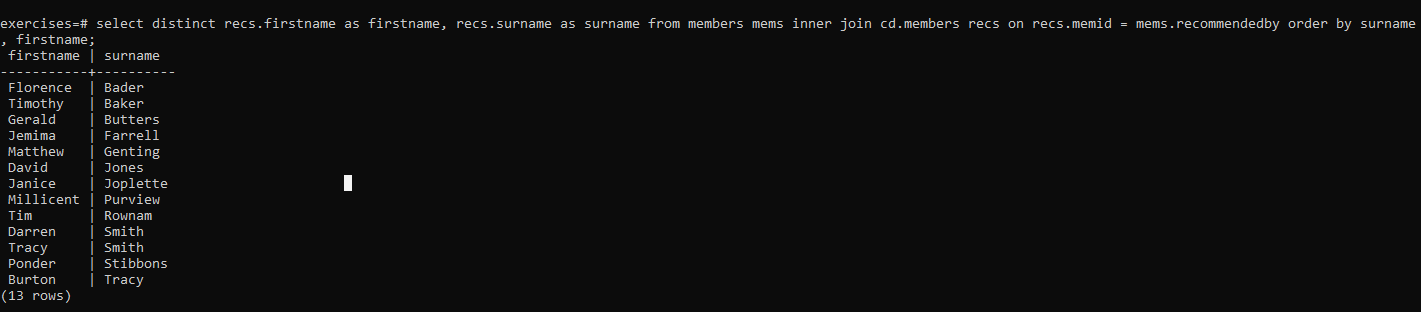 exercises=# select distinct recs.firstname as firstname, recs.surname as surname from members mems inner join cd.members recs on recs.memid = mems.recommendedby order by surname
, firstname;
 firstname | surname
-----------+----------
 Florence  | Bader
 Timothy   | Baker
 Gerald    | Butters
 Jemima    | Farrell
 Matthew   | Genting
 David     | Jones
 Janice    | Joplette
 Millicent | Purview
 Tim       | Rownam
 Darren    | Smith
 Tracy     | Smith
 Ponder    | Stibbons
 Burton    | Tracy
(13 rows)